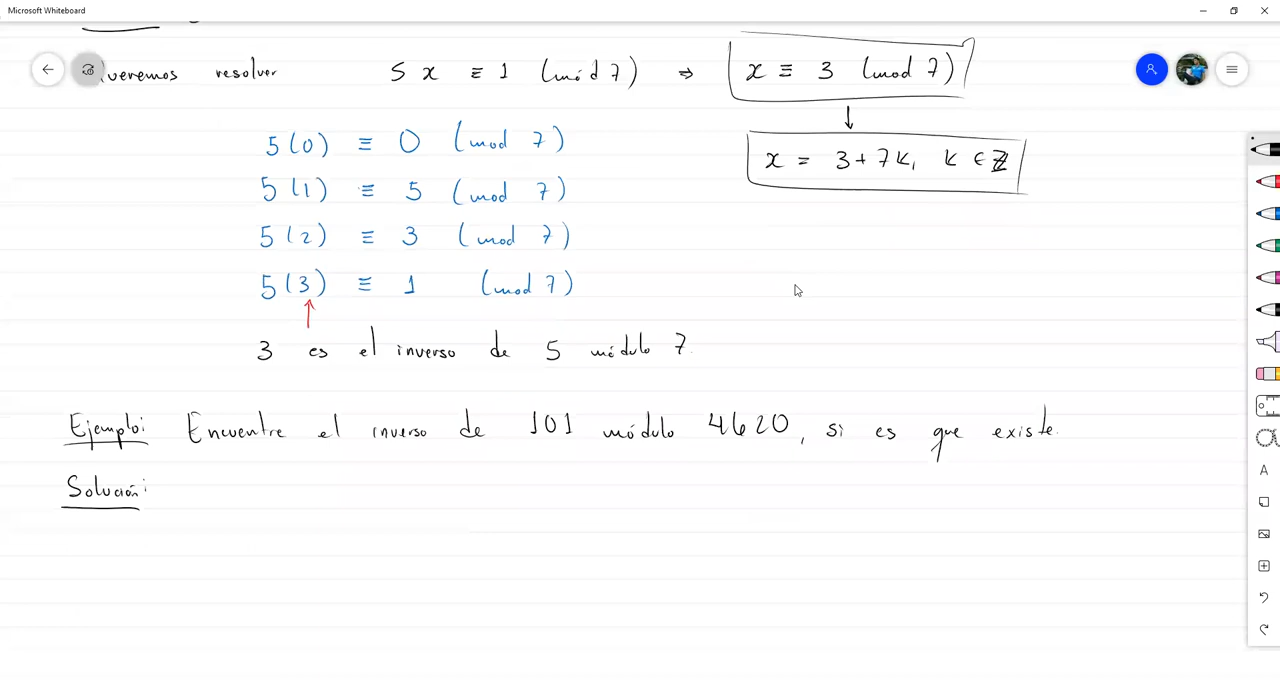 Microsoft Whiteboard
queremos resolver 5 x ≡ 1 (mód 7) ⇒ x ≡ 3 (mod 7)
↓
5(0) ≡ 0 (mod 7)
x = 3 + 7k, k ∈ ℤ
5(1) ≡ 5 (mod 7)
5(2) ≡ 3 (mod 7)
5(3) ≡ 1 (mod 7)
↑
3 es el inverso de 5 módulo 7.
Ejemplo: Encuentre el inverso de 101 módulo 4620, si es que existe.
Solución:
A